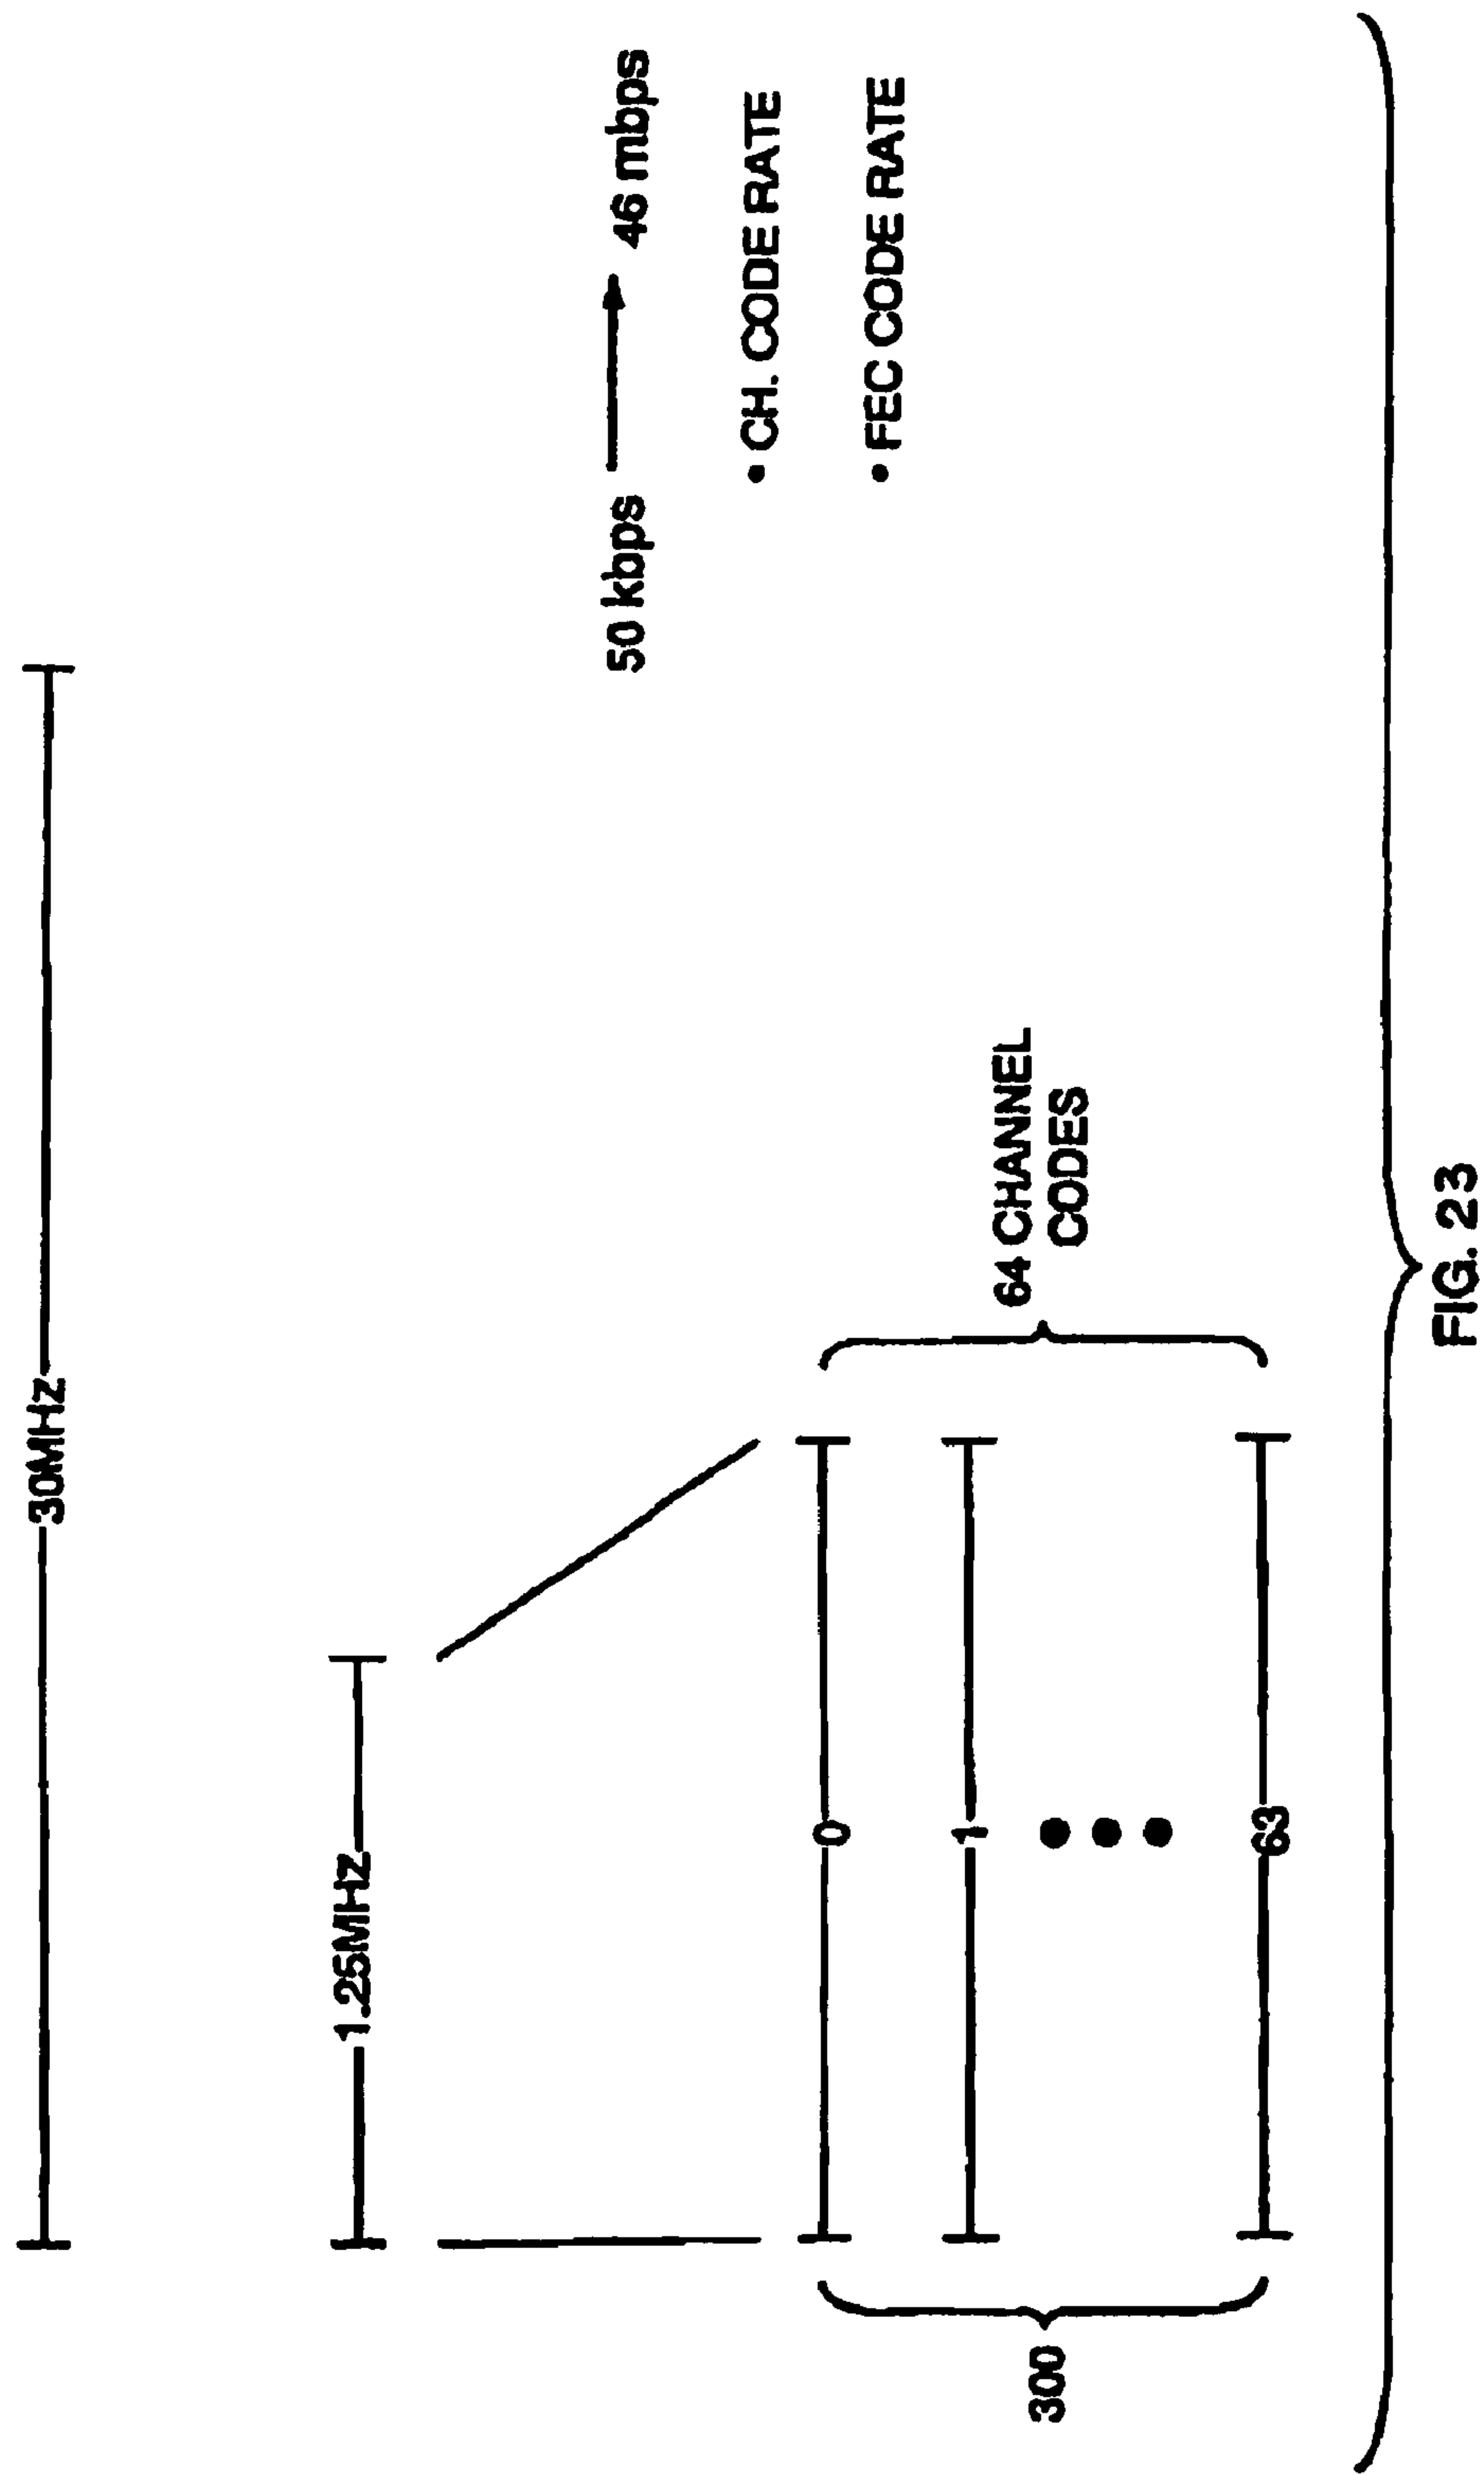 30MHz
1.25MHz
50 kbps
46 mbps
• CH. CODE RATE
• FEC CODE RATE
0
1
63
64 CHANNEL
CODES
300
FIG. 23